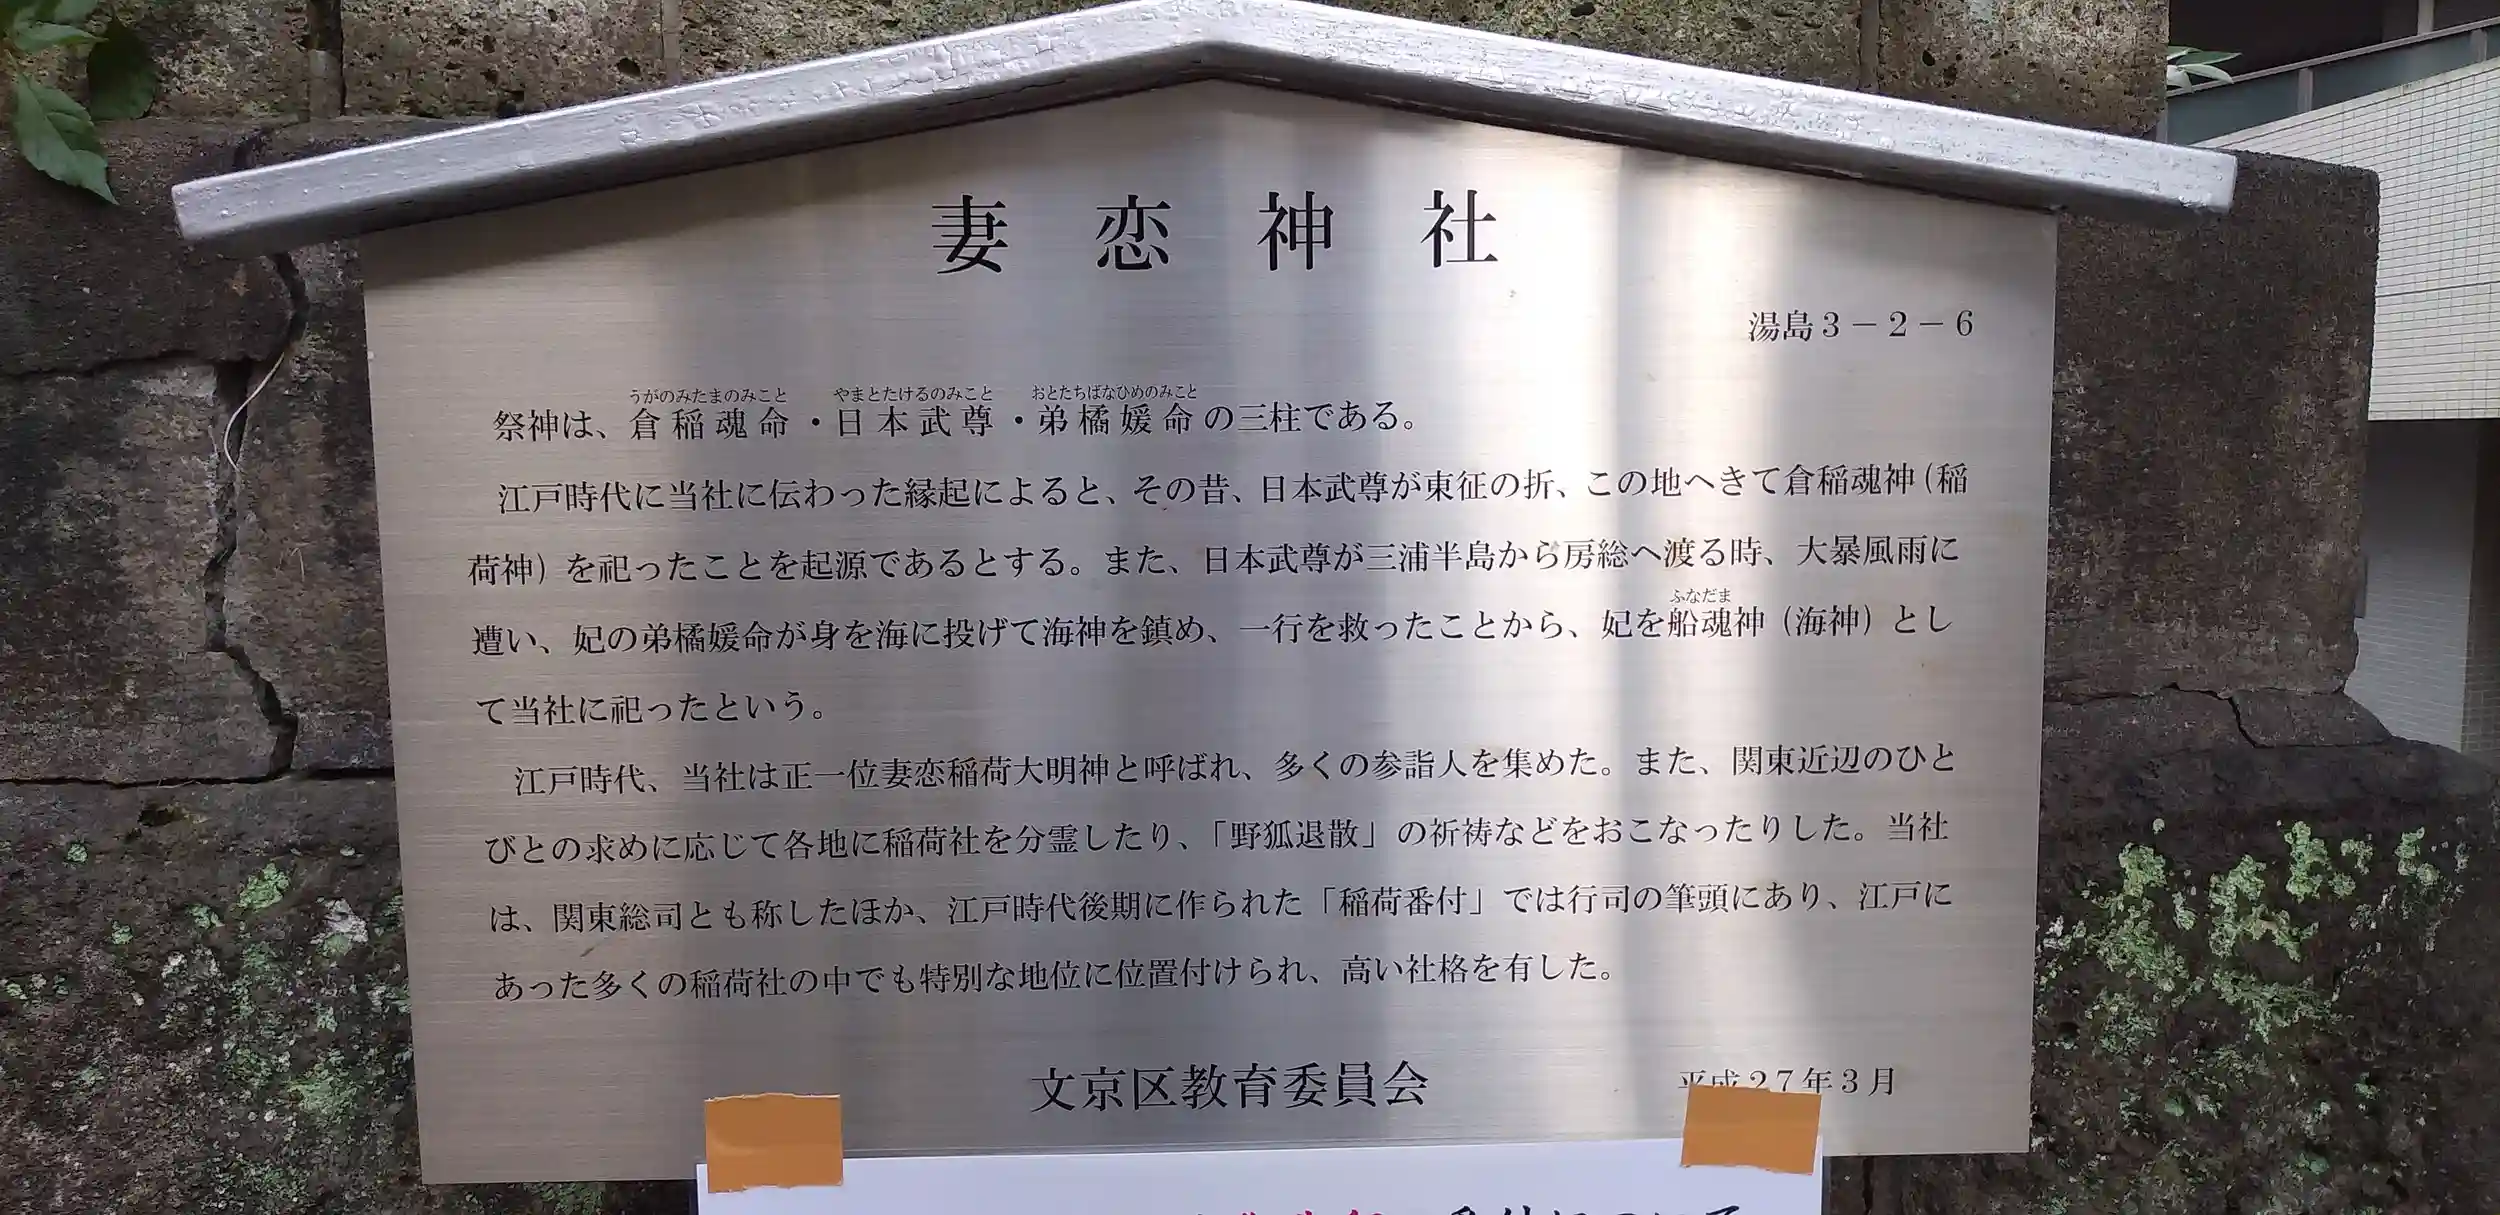 妻恋神社
湯島３－２－６
うがのみたまのみこと やまとたけるのみこと おとたちばなひめのみこと
祭神は、倉稲魂命・日本武尊・弟橘媛命の三柱である。
江戸時代に当社に伝わった縁起によると、その昔、日本武尊が東征の折、この地へきて倉稲魂神（稲
荷神）を祀ったことを起源であるとする。また、日本武尊が三浦半島から房総へ渡る時、大暴風雨に
ふなだま
遭い、妃の弟橘媛命が身を海に投げて海神を鎮め、一行を救ったことから、妃を船魂神（海神）とし
て当社に祀ったという。
江戸時代、当社は正一位妻恋稲荷大明神と呼ばれ、多くの参詣人を集めた。また、関東近辺のひと
びとの求めに応じて各地に稲荷社を分霊したり、「野狐退散」の祈祷などをおこなったりした。当社
は、関東総司とも称したほか、江戸時代後期に作られた「稲荷番付」では行司の筆頭にあり、江戸に
あった多くの稲荷社の中でも特別な地位に位置付けられ、高い社格を有した。
文京区教育委員会
平成２７年３月